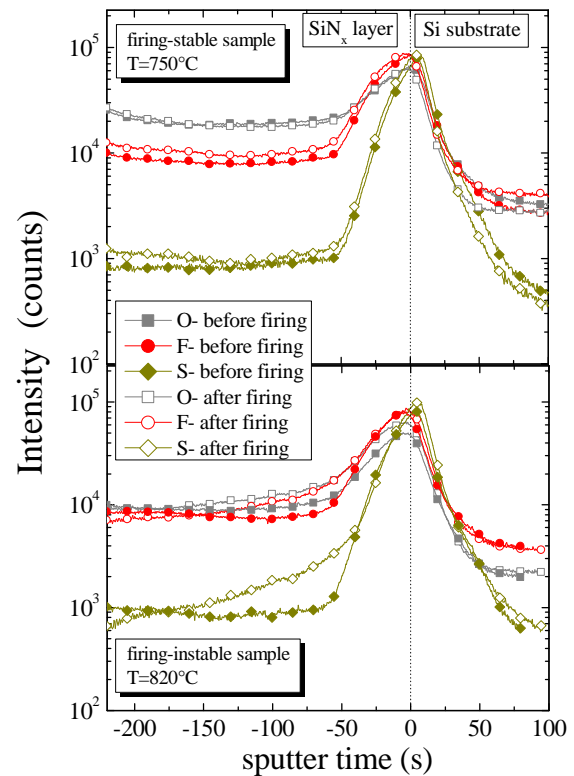 firing-stable sample
T=750°C
SiNx layer
Si substrate
10^5
10^4
10^3
10^2
O- before firing
F- before firing
S- before firing
O- after firing
F- after firing
S- after firing
10^5
10^4
10^3
10^2
firing-instable sample
T=820°C
Intensity (counts)
-200 -150 -100 -50 0 50 100
sputter time (s)